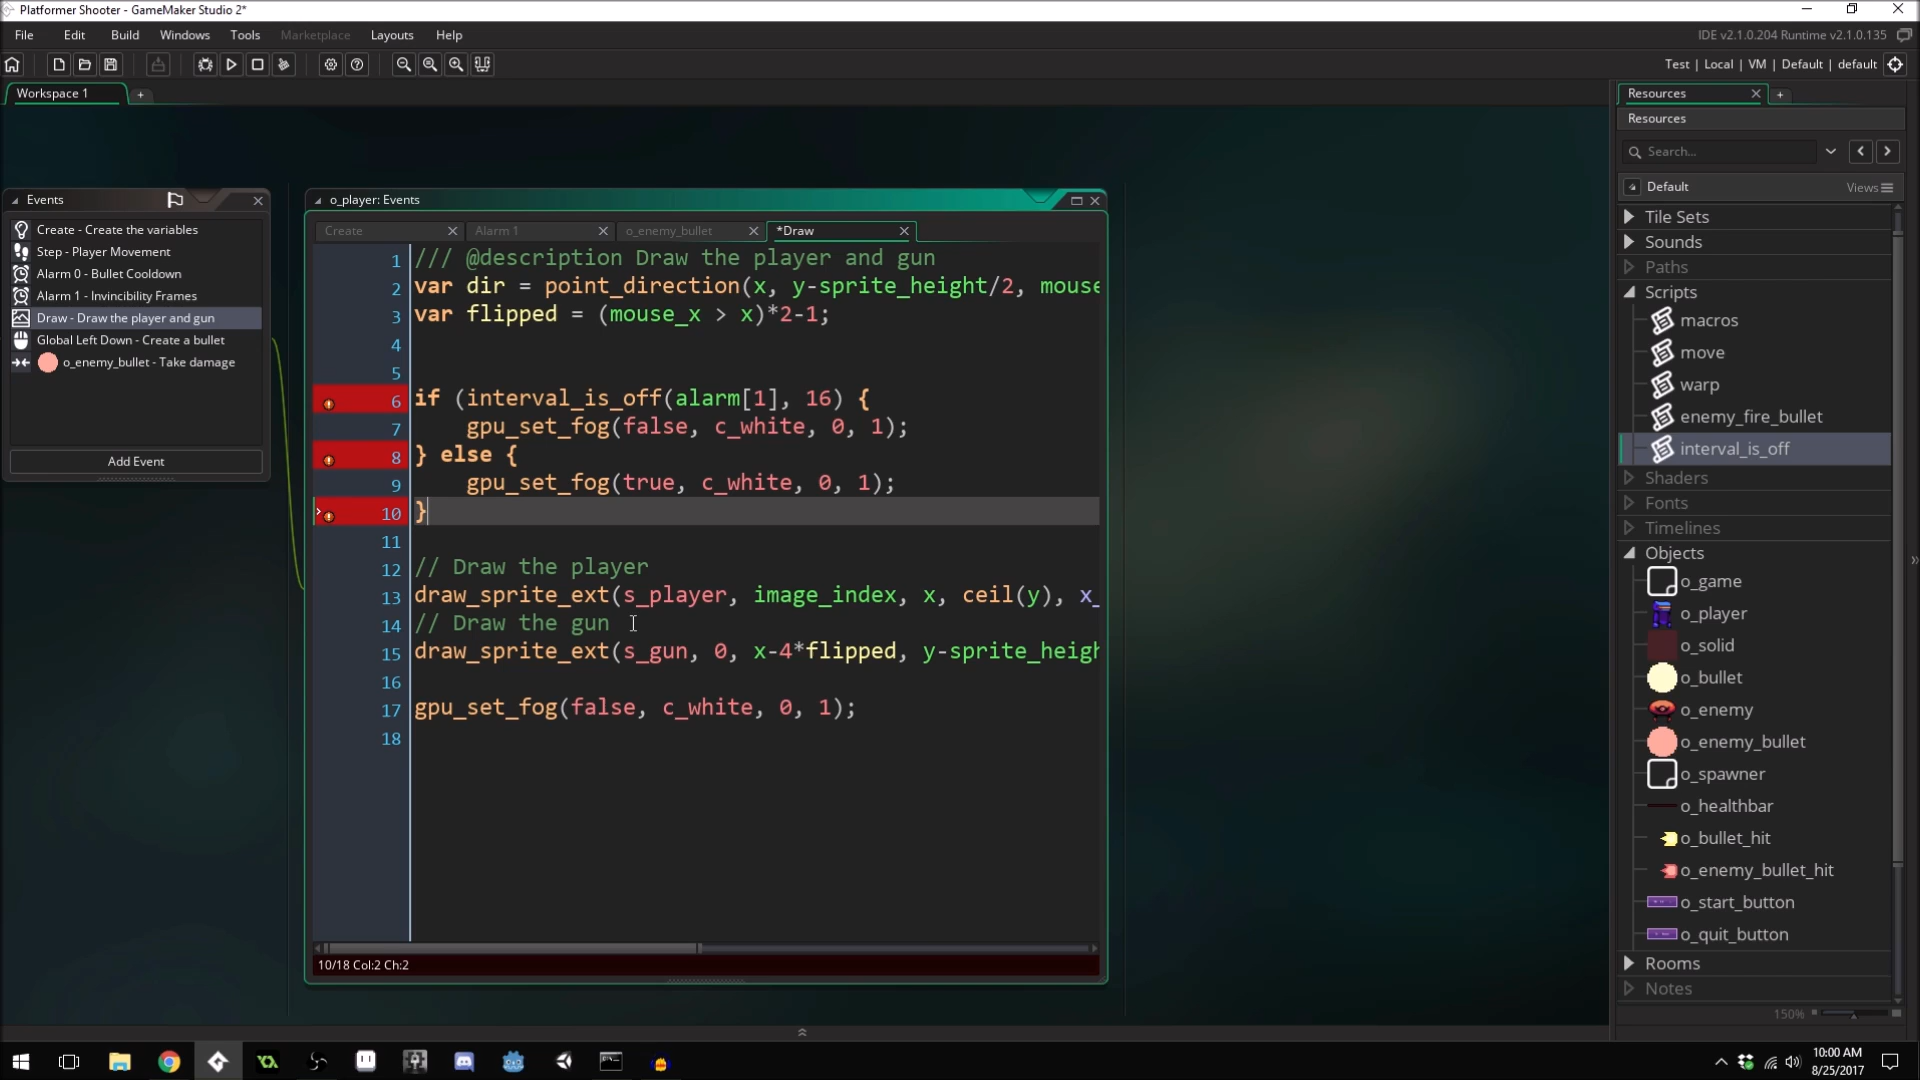 Platformer Shooter - GameMaker Studio 2*
File Edit Build Windows Tools Marketplace Layouts Help
IDE v2.1.0.204 Runtime v2.1.0.135
Test | Local | VM | Default | default
Workspace 1
+
Events
Create - Create the variables
Step - Player Movement
Alarm 0 - Bullet Cooldown
Alarm 1 - Invincibility Frames
Draw - Draw the player and gun
Global Left Down - Create a bullet
o_enemy_bullet - Take damage
Add Event
o_player: Events
Create Alarm 1 o_enemy_bullet *Draw
1 /// @description Draw the player and gun
2 var dir = point_direction(x, y-sprite_height/2, mouse
3 var flipped = (mouse_x > x)*2-1;
4
5
6 if (interval_is_off(alarm[1], 16) {
7 gpu_set_fog(false, c_white, 0, 1);
8 } else {
9 gpu_set_fog(true, c_white, 0, 1);
10 }
11
12 // Draw the player
13 draw_sprite_ext(s_player, image_index, x, ceil(y), x_
14 // Draw the gun
15 draw_sprite_ext(s_gun, 0, x-4*flipped, y-sprite_heigh
16
17 gpu_set_fog(false, c_white, 0, 1);
18
10/18 Col:2 Ch:2
Resources
+
Resources
Search...
Default Views
Tile Sets
Sounds
Paths
Scripts
macros
move
warp
enemy_fire_bullet
interval_is_off
Shaders
Fonts
Timelines
Objects
o_game
o_player
o_solid
o_bullet
o_enemy
o_enemy_bullet
o_spawner
o_healthbar
o_bullet_hit
o_enemy_bullet_hit
o_start_button
o_quit_button
Rooms
Notes
150%
10:00 AM
8/25/2017